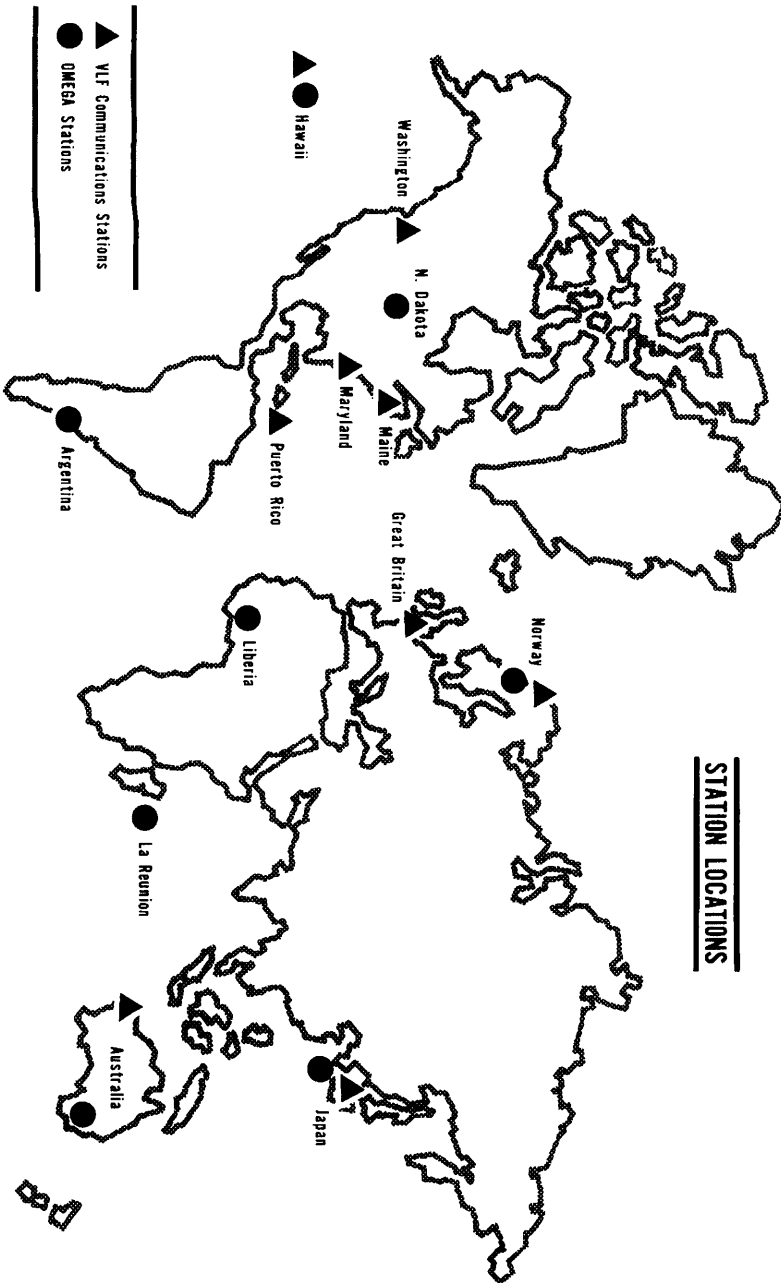 STATION LOCATIONS
Norway
Great Britain
Washington
N. Dakota
Maine
Maryland
Hawaii
Puerto Rico
Japan
Liberia
La Reunion
Argentina
Australia
VLF Communications Stations
OMEGA Stations